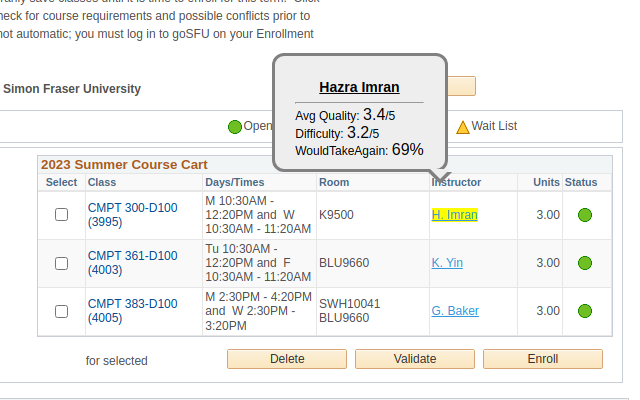 save classes until it is time to enroll for this term. Click
heck for course requirements and possible conflicts prior to
not automatic; you must log in to goSFU on your Enrollment
Simon Fraser University
Hazra Imran
Avg Quality: 3.4/5
Difficulty: 3.2/5
WouldTakeAgain: 69%
Open
Wait List
2023 Summer Course Cart
Select Class Days/Times Room Instructor Units Status
CMPT 300-D100
(3995)
M 10:30AM -
12:20PM and W
10:30AM - 11:20AM
K9500
H. Imran
3.00
CMPT 361-D100
(4003)
Tu 10:30AM -
12:20PM and F
10:30AM - 11:20AM
BLU9660
K. Yin
3.00
CMPT 383-D100
(4005)
M 2:30PM - 4:20PM
and W 2:30PM -
3:20PM
SWH10041
BLU9660
G. Baker
3.00
for selected
Delete
Validate
Enroll